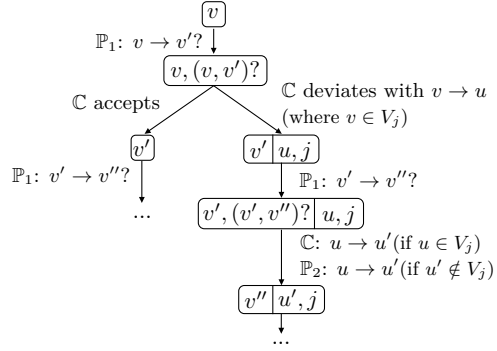 v
ℙ₁: v → v′?
v, (v, v′)?
ℂ accepts
ℂ deviates with v → u
(where v ∈ Vⱼ)
v′
v′ | u, j
ℙ₁: v′ → v″?
ℙ₁: v′ → v″?
...
v′, (v′, v″)? | u, j
ℂ: u → u′(if u ∈ Vⱼ)
ℙ₂: u → u′(if u′ ∉ Vⱼ)
v″ | u′, j
...